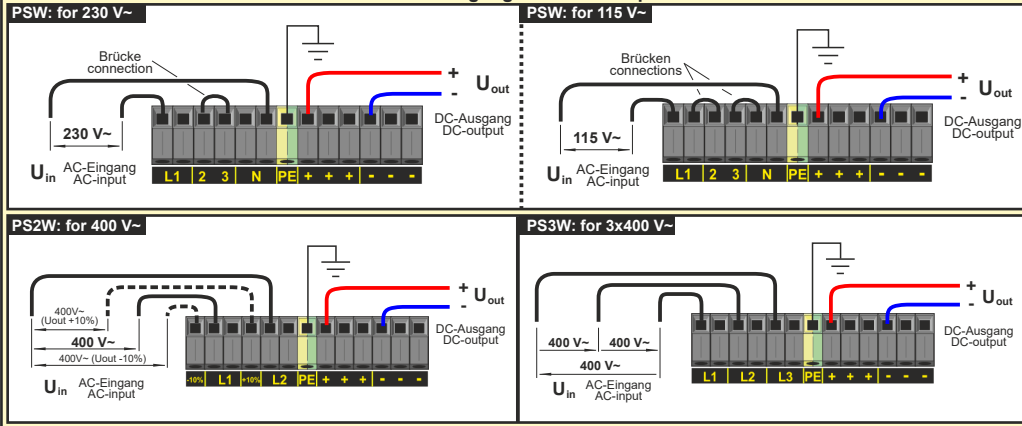 PSW: for 230 V~
Brücke
connection
+
U out
-
DC-Ausgang
DC-output
230 V~
U in
AC-Eingang
AC-input
L1 2 3 N PE + + + - - -
PSW: for 115 V~
Brücken
connections
+
U out
-
DC-Ausgang
DC-output
115 V~
U in
AC-Eingang
AC-input
L1 2 3 N PE + + + - - -
PS2W: for 400 V~
+
U out
-
DC-Ausgang
DC-output
400V~
(Uout +10%)
400 V~
400V~ (Uout -10%)
U in
AC-Eingang
AC-input
-10% L1 +10% L2 PE + + + - - -
PS3W: for 3x400 V~
+
U out
-
DC-Ausgang
DC-output
400 V~ 400 V~
400 V~
U in
AC-Eingang
AC-input
L1 L2 L3 PE + + + - - -